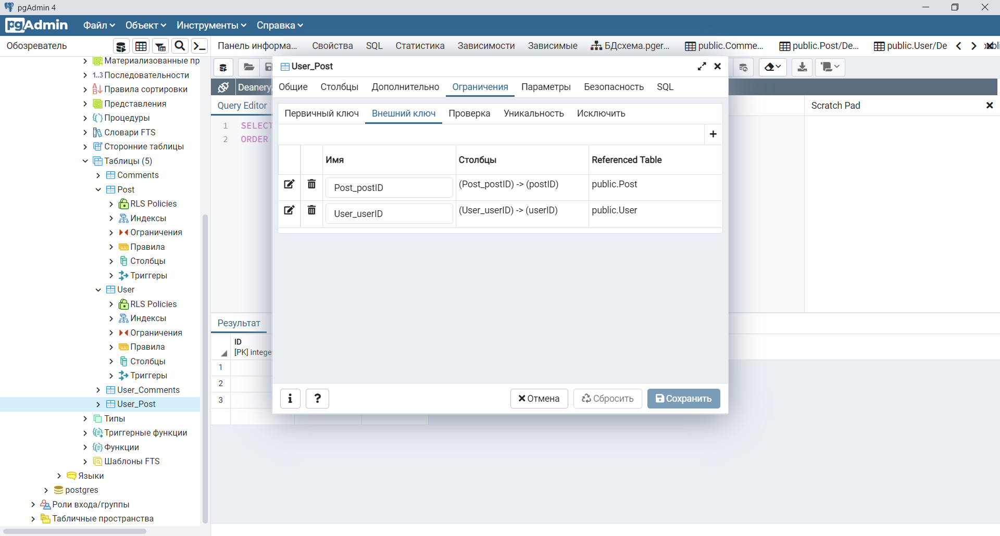 pgAdmin 4
pgAdmin Файл Объект Инструменты Справка
Обозреватель
Панель информа... Свойства SQL Статистика Зависимости Зависимые БДсхема.pger... public.Comme... public.Post/De... public.User/De
Материализованные пр
1..3 Последовательности
Правила сортировки
Представления
Процедуры
Словари FTS
Сторонние таблицы
Таблицы (5)
Comments
Post
RLS Policies
Индексы
Ограничения
Правила
Столбцы
Триггеры
User
RLS Policies
Индексы
Ограничения
Правила
Столбцы
Триггеры
User_Comments
User_Post
Типы
Триггерные функции
Функции
Шаблоны FTS
Языки
postgres
Роли входа/группы
Табличные пространства
Deanery
Query Editor
1 SELECT
2 ORDER
Scratch Pad
User_Post
Общие Столбцы Дополнительно Ограничения Параметры Безопасность SQL
Первичный ключ Внешний ключ Проверка Уникальность Исключить
Имя Столбцы Referenced Table
Post_postID (Post_postID) -> (postID) public.Post
User_userID (User_userID) -> (userID) public.User
Отмена Сбросить Сохранить
Результат
ID
[PK] intege
1
2
3